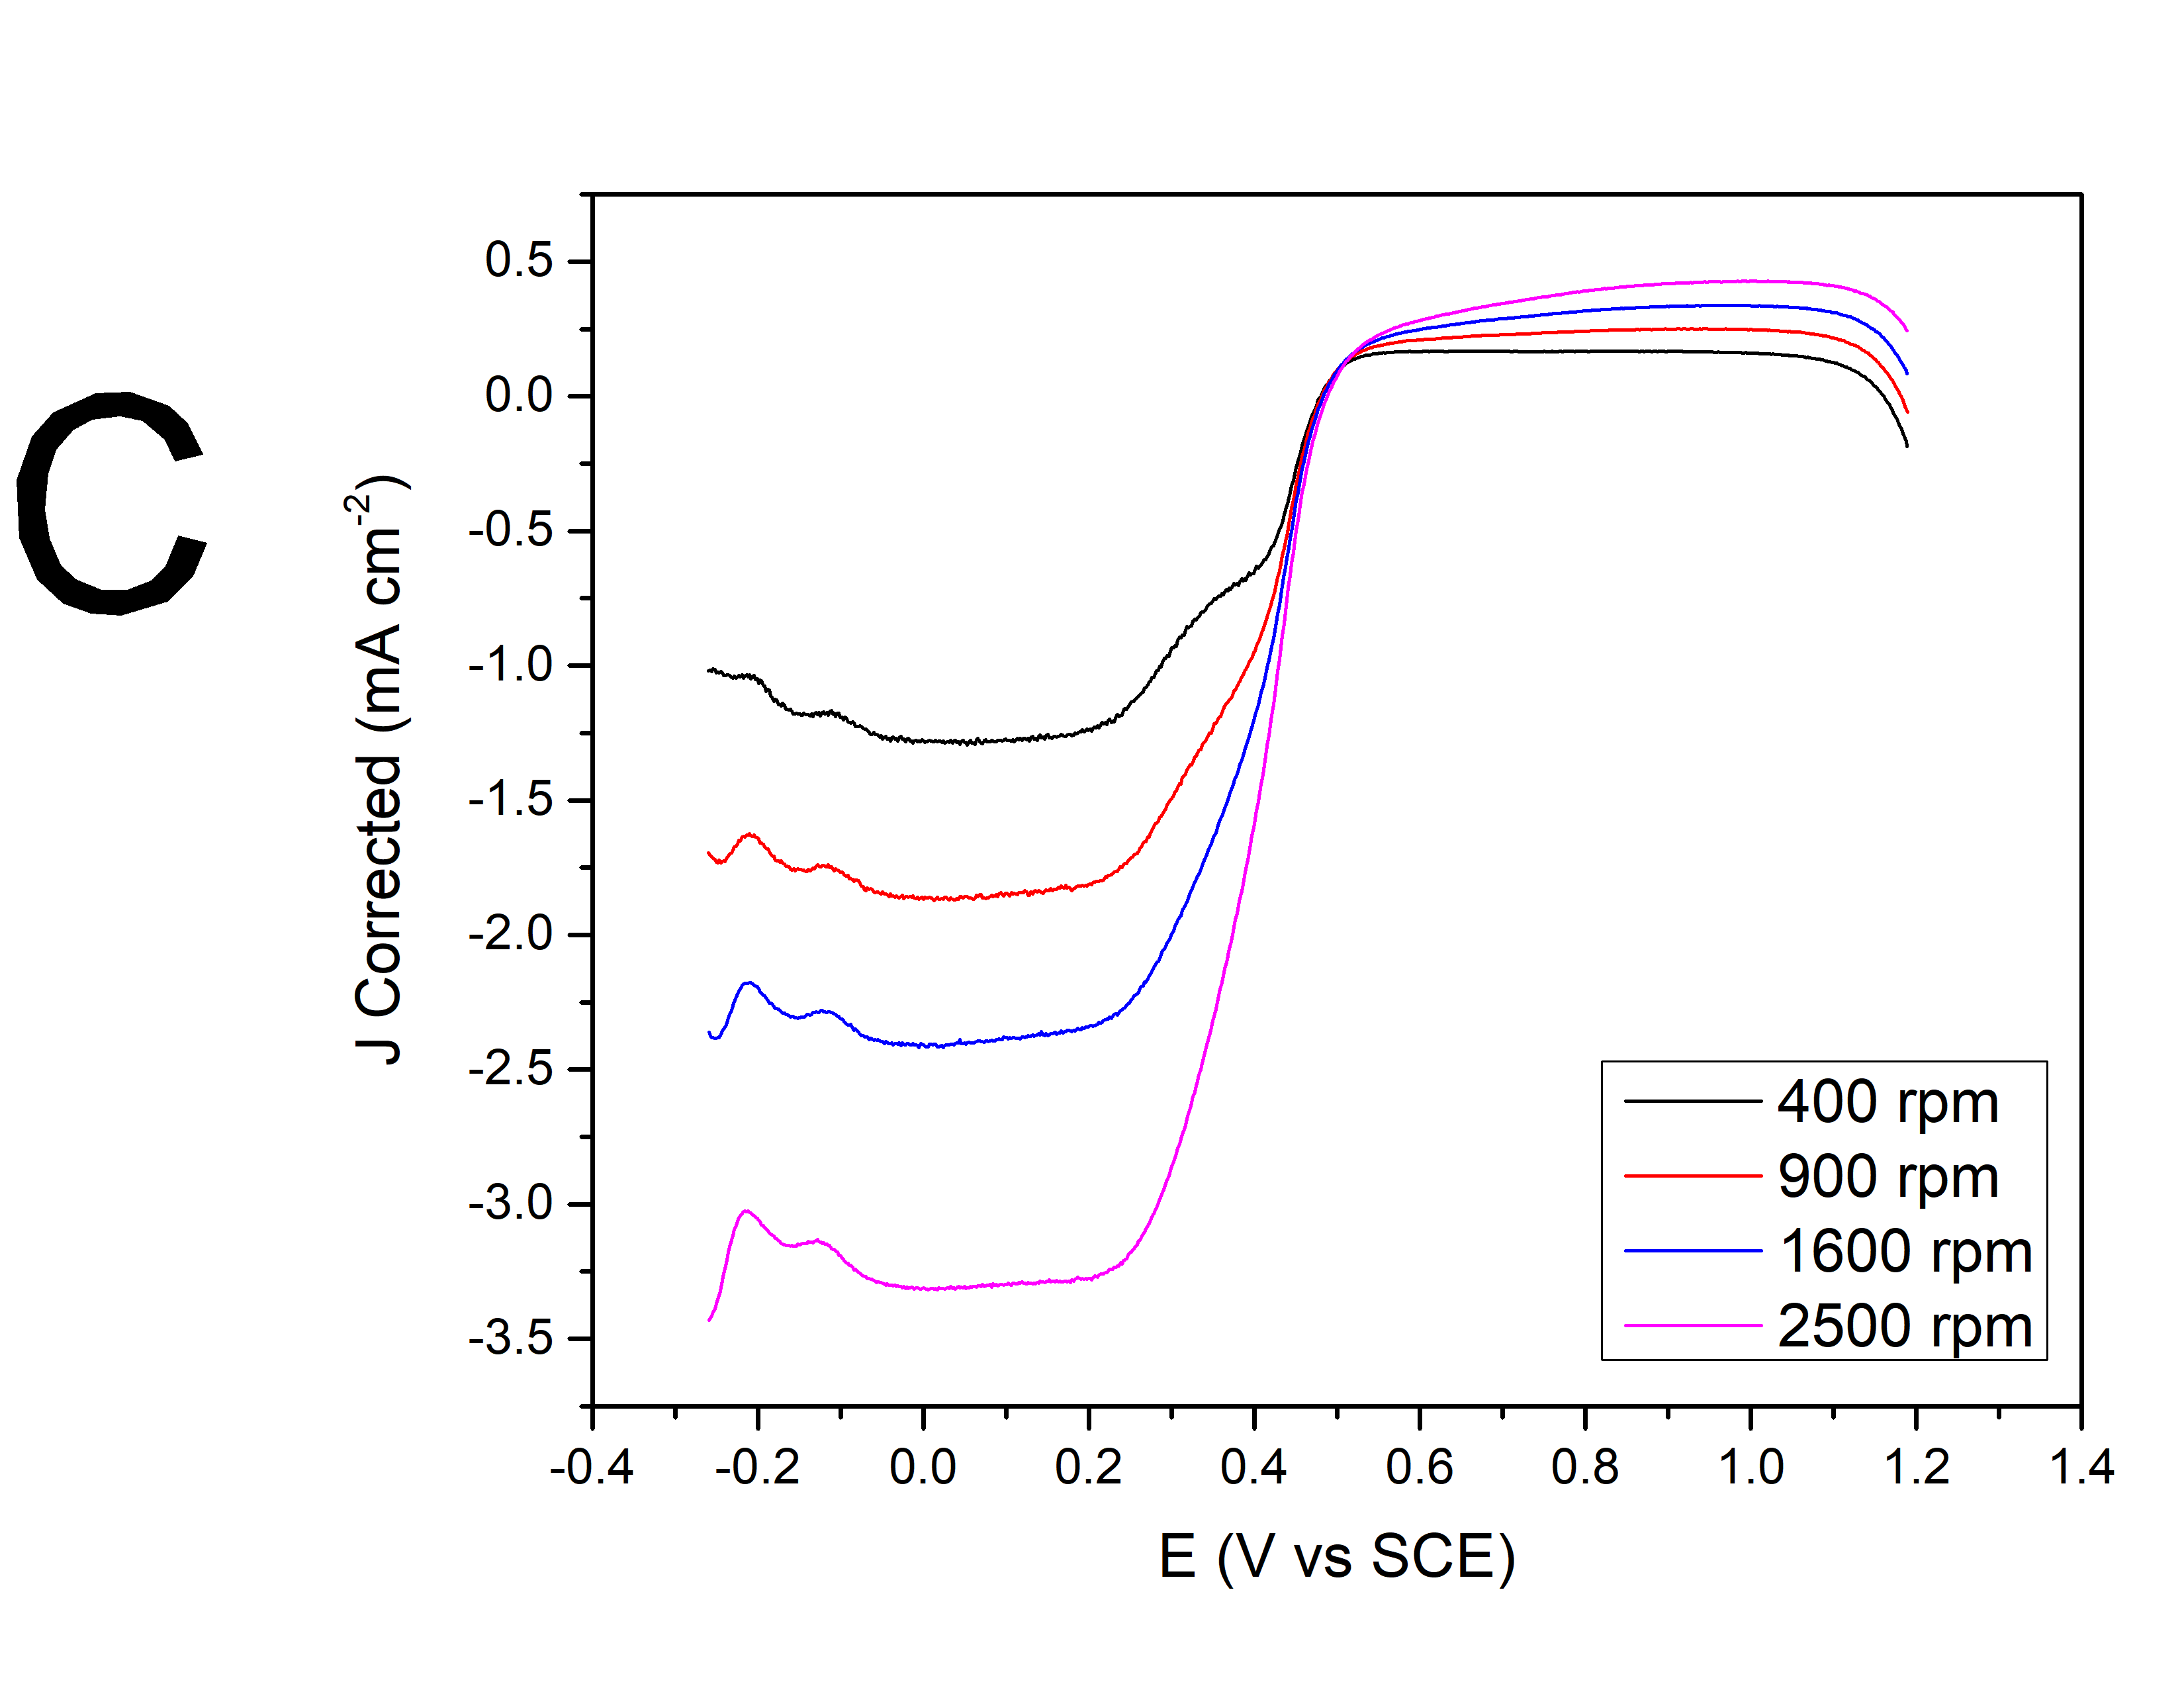 C
J Corrected (mA cm-2)
0.5
0.0
-0.5
-1.0
-1.5
-2.0
-2.5
-3.0
-3.5
400 rpm
900 rpm
1600 rpm
2500 rpm
-0.4 -0.2 0.0 0.2 0.4 0.6 0.8 1.0 1.2 1.4
E (V vs SCE)